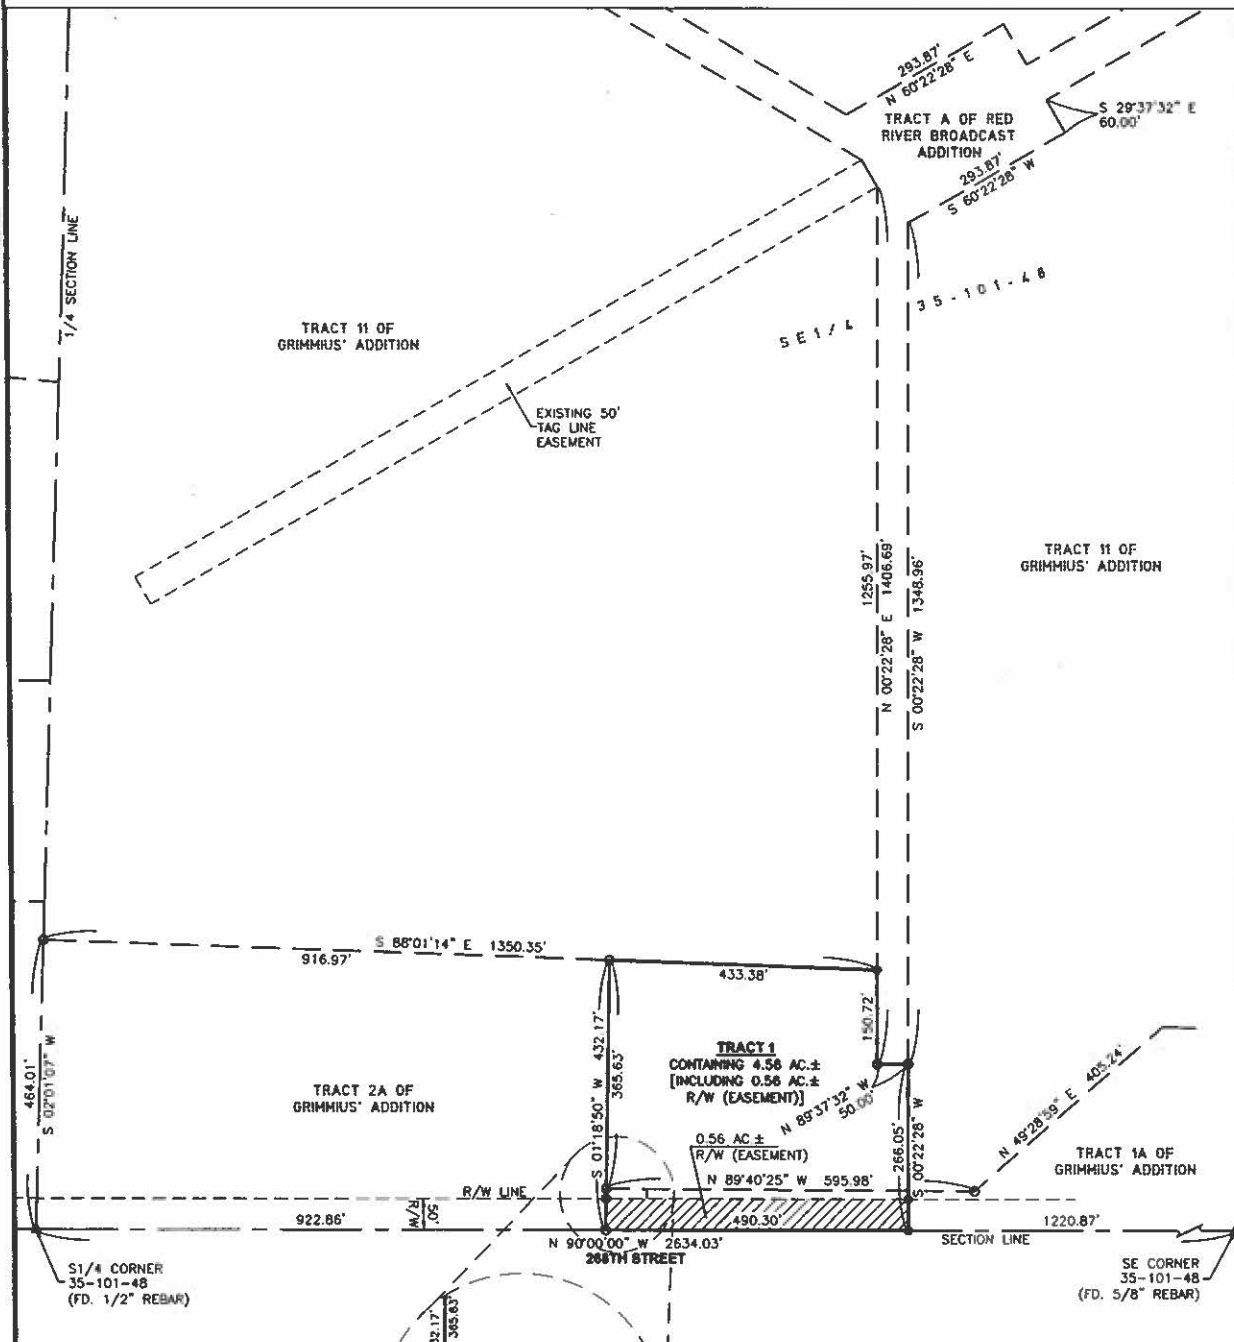 293.87'
N 60°22'28" E
S 29°37'32" E
60.00'
TRACT A OF RED
RIVER BROADCAST
ADDITION
293.87'
S 60°22'28" W
1/4 SECTION LINE
SE1/4
35-101-48
TRACT 11 OF
GRIMMIUS' ADDITION
EXISTING 50'
TAG LINE
EASEMENT
1255.97'
N 00°22'28" E 1406.69'
S 00°22'28" W 1348.96'
TRACT 11 OF
GRIMMIUS' ADDITION
S 88°01'14" E 1350.35'
916.97'
433.38'
464.01'
S 02°01'07" W
TRACT 2A OF
GRIMMIUS' ADDITION
S 01°18'50" W 432.17'
365.63'
150.72'
TRACT 1
CONTAINING 4.56 AC.±
[INCLUDING 0.56 AC.±
R/W (EASEMENT)]
N 89°37'32" W
50.00'
0.56 AC.±
R/W (EASEMENT)
266.05'
S 00°22'28" W
N 49°28'59" E 405.24'
TRACT 1A OF
GRIMMIUS' ADDITION
N 89°40'25" W 595.98'
R/W LINE
50'
R/W
922.86'
490.30'
1220.87'
N 90°00'00" W 2634.03'
268TH STREET
SECTION LINE
S1/4 CORNER
35-101-48
(FD. 1/2" REBAR)
SE CORNER
35-101-48
(FD. 5/8" REBAR)
32.17'
365.63'